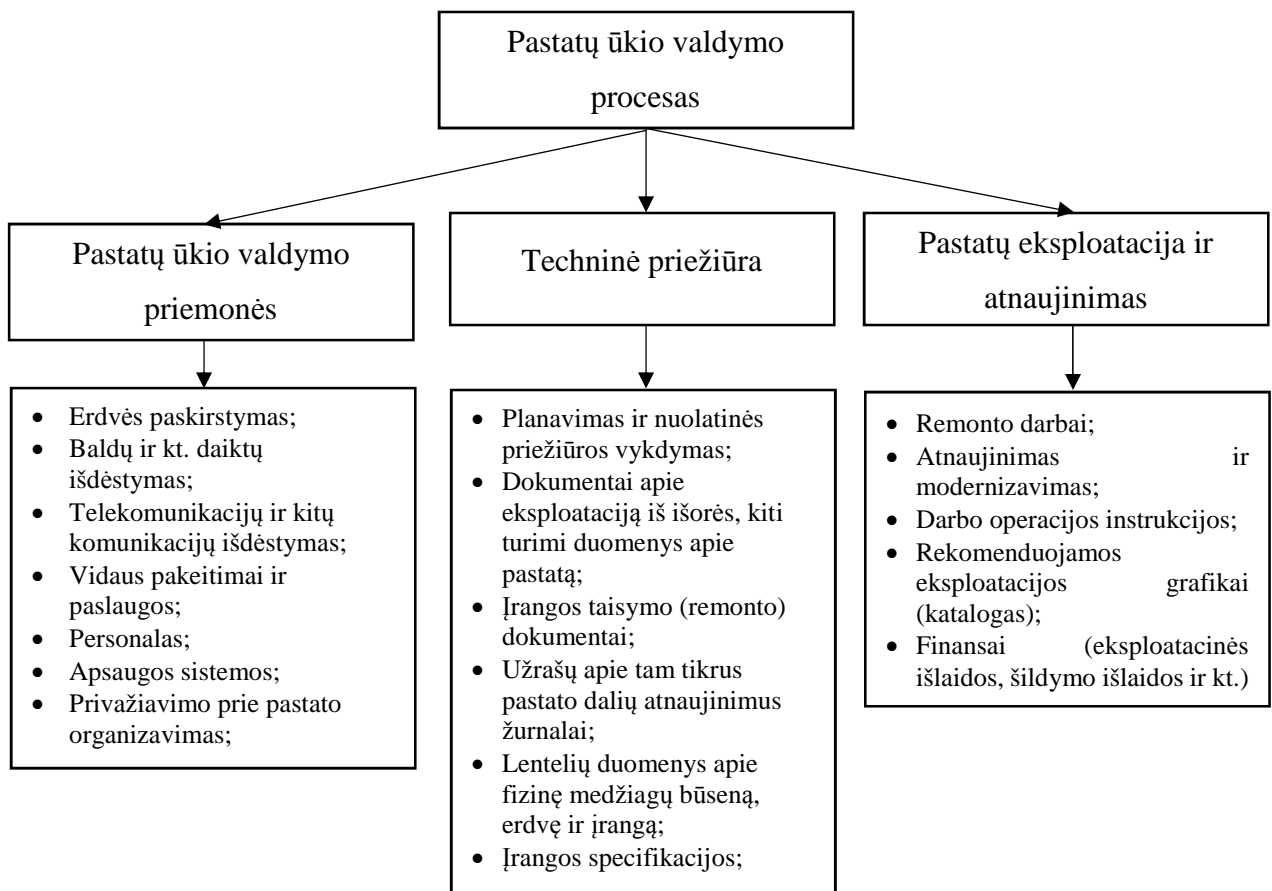 Pastatų ūkio valdymo
procesas
Pastatų ūkio valdymo
priemonės
Techninė priežiūra
Pastatų eksploatacija ir
atnaujinimas
• Erdvės paskirstymas;
• Baldų ir kt. daiktų
išdėstymas;
• Telekomunikacijų ir kitų
komunikacijų išdėstymas;
• Vidaus pakeitimai ir
paslaugos;
• Personalas;
• Apsaugos sistemos;
• Privažiavimo prie pastato
organizavimas;
• Planavimas ir nuolatinės
priežiūros vykdymas;
• Dokumentai apie
eksploataciją iš išorės, kiti
turimi duomenys apie
pastatą;
• Įrangos taisymo (remonto)
dokumentai;
• Užrašų apie tam tikrus
pastato dalių atnaujinimus
žurnalai;
• Lentelių duomenys apie
fizinę medžiagų būseną,
erdvę ir įrangą;
• Įrangos specifikacijos;
• Remonto darbai;
• Atnaujinimas ir
modernizavimas;
• Darbo operacijos instrukcijos;
• Rekomenduojamos
eksploatacijos grafikai
(katalogas);
• Finansai (eksploatacinės
išlaidos, šildymo išlaidos ir kt.)